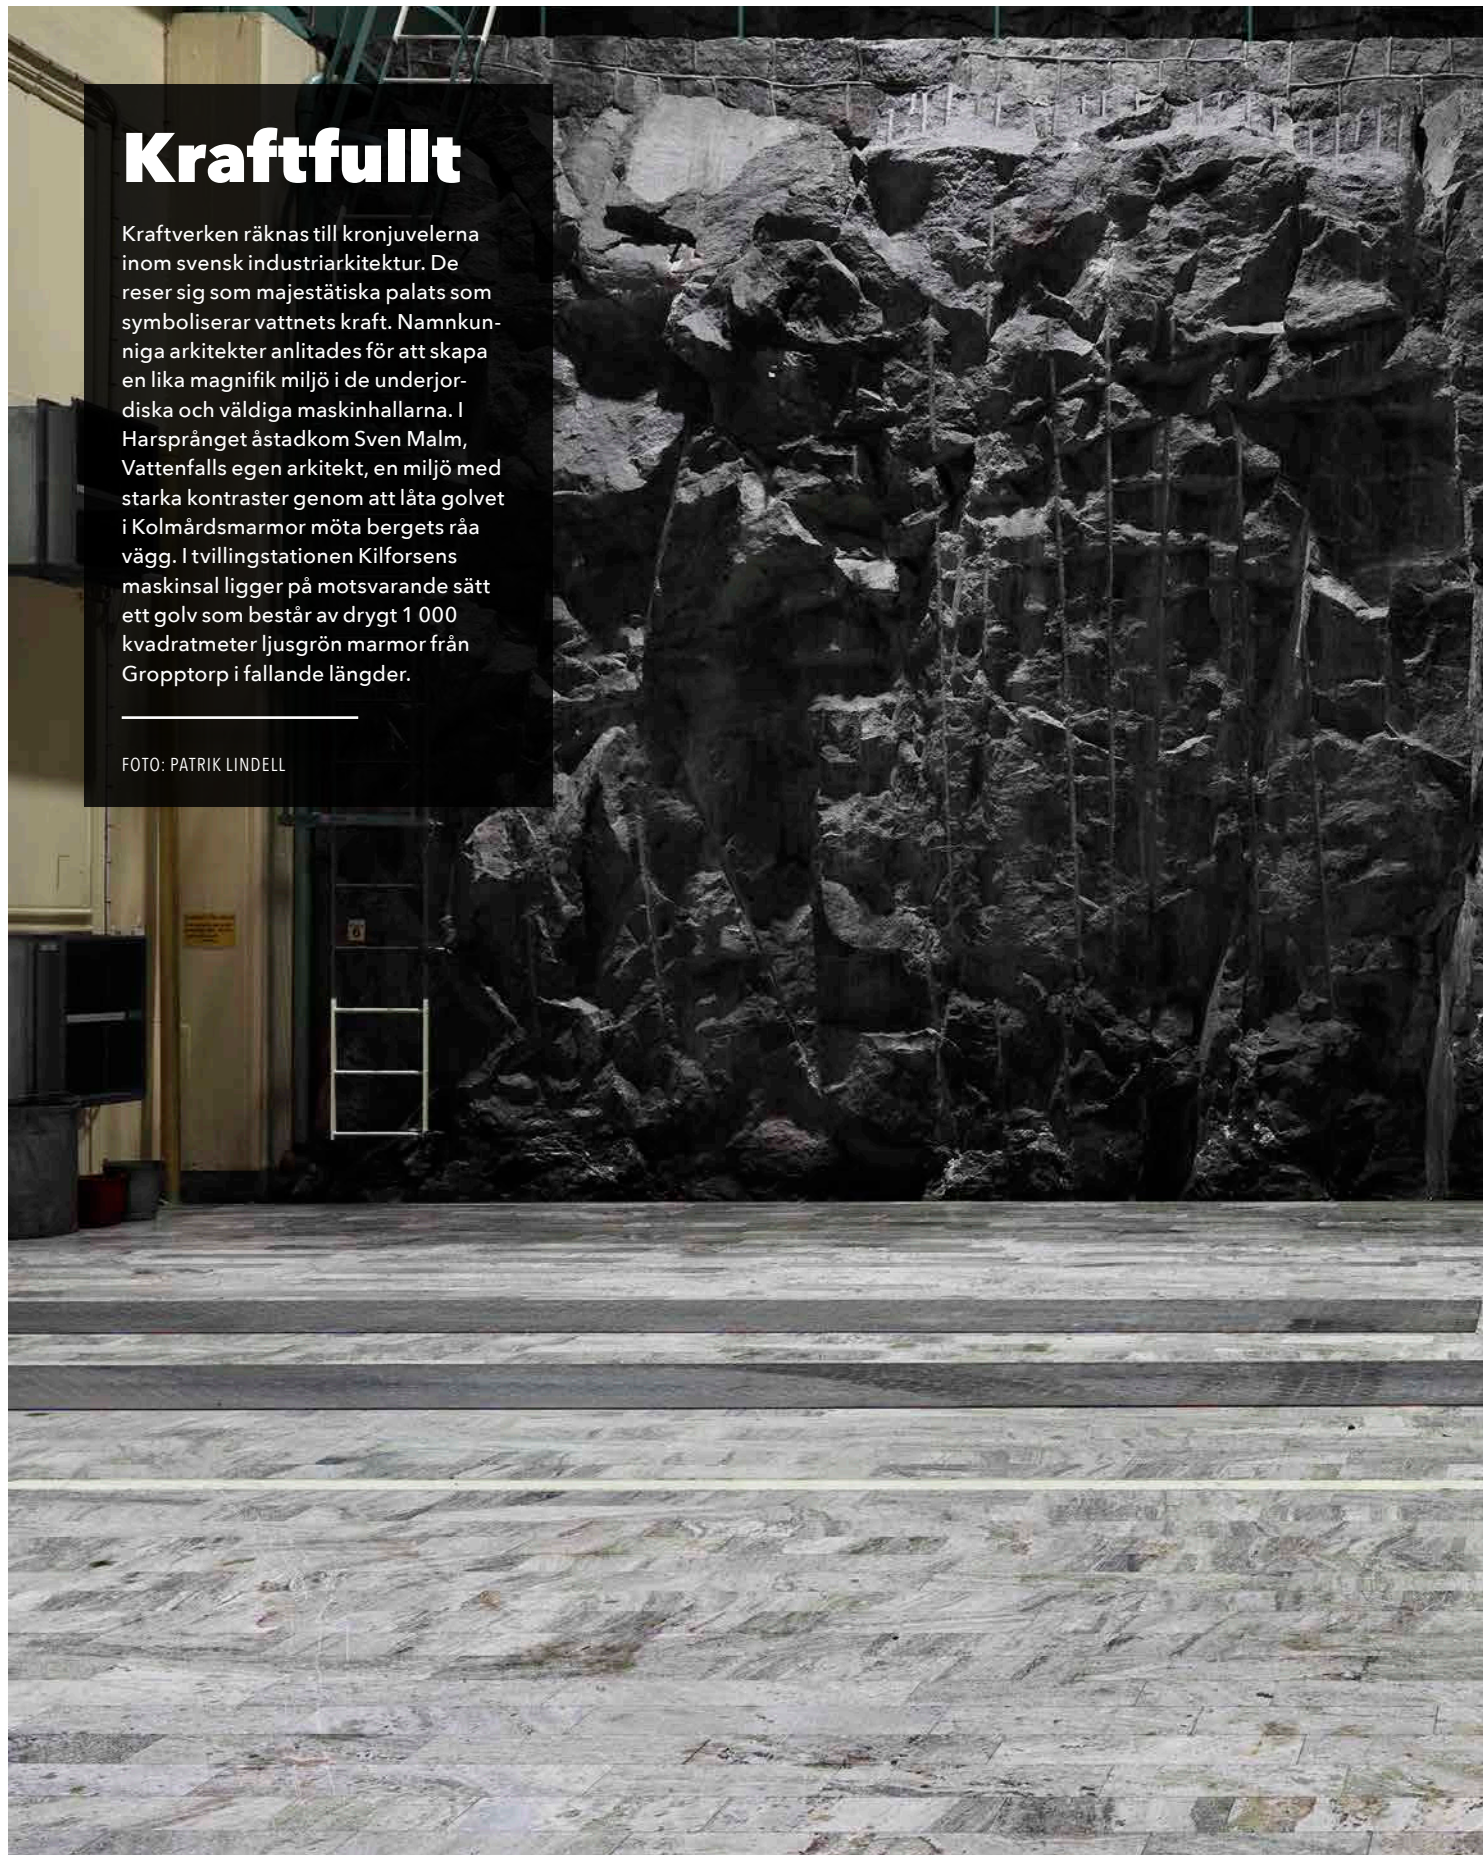 Kraftfullt
Kraftverken räknas till kronjuvelerna
inom svensk industriarkitektur. De
reser sig som majestätiska palats som
symboliserar vattnets kraft. Namnkun-
niga arkitekter anlitades för att skapa
en lika magnifik miljö i de underjor-
diska och väldiga maskinhallarna. I
Harsprånget åstadkom Sven Malm,
Vattenfalls egen arkitekt, en miljö med
starka kontraster genom att låta golvet
i Kolmårdsmarmor möta bergets råa
vägg. I tvillingstationen Kilforsens
maskinsal ligger på motsvarande sätt
ett golv som består av drygt 1 000
kvadratmeter ljusgrön marmor från
Gropptorp i fallande längder.
FOTO: PATRIK LINDELL
6